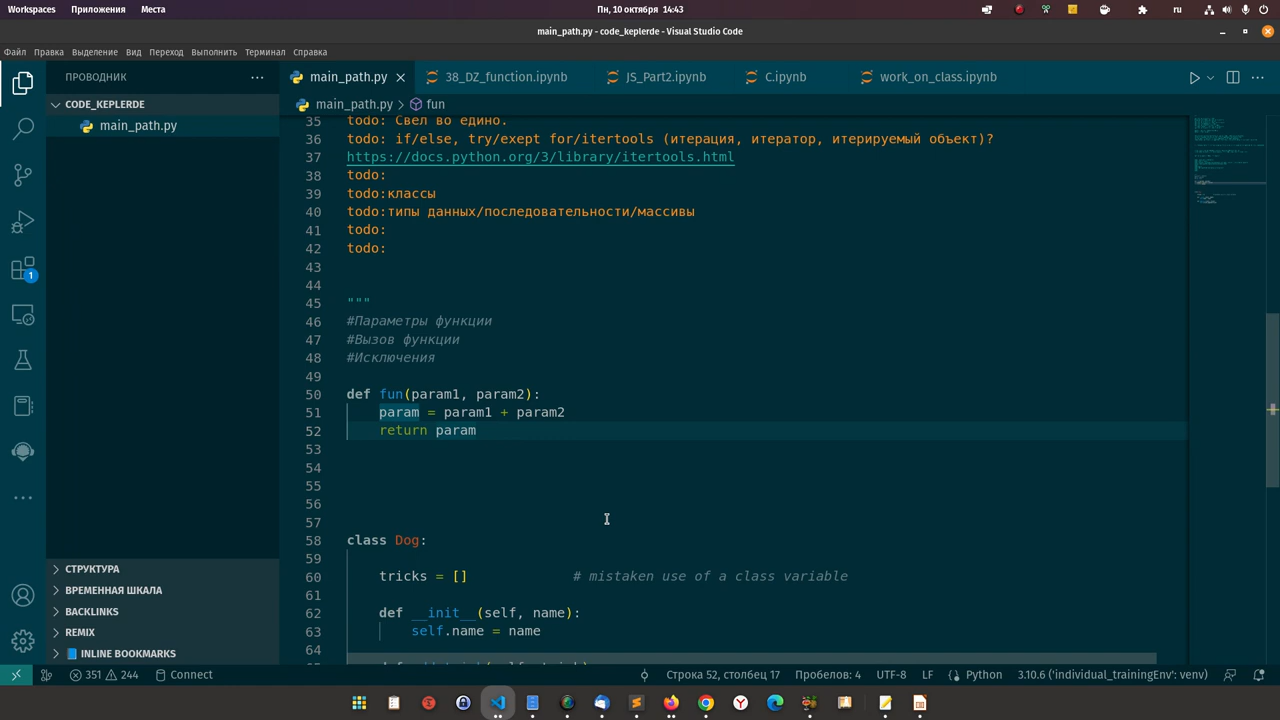 Workspaces Приложения Места Пн, 10 октября 14:43 ru
main_path.py - code_keplerde - Visual Studio Code
Файл Правка Выделение Вид Переход Выполнить Терминал Справка
ПРОВОДНИК
main_path.py 38_DZ_function.ipynb JS_Part2.ipynb C.ipynb work_on_class.ipynb
CODE_KEPLERDE
main_path.py
main_path.py > fun
35 todo: Свел во едино.
36 todo: if/else, try/exept for/itertools (итерация, итератор, итерируемый объект)?
37 https://docs.python.org/3/library/itertools.html
38 todo:
39 todo:классы
40 todo:типы данных/последовательности/массивы
41 todo:
42 todo:
43
44
45 """
46 #Параметры функции
47 #Вызов функции
48 #Исключения
49
50 def fun(param1, param2):
51 param = param1 + param2
52 return param
53
54
55
56
57
58 class Dog:
59
60 tricks = [] # mistaken use of a class variable
61
62 def __init__(self, name):
63 self.name = name
64
СТРУКТУРА
ВРЕМЕННАЯ ШКАЛА
BACKLINKS
REMIX
INLINE BOOKMARKS
1
351 244 Connect Строка 52, столбец 17 Пробелов: 4 UTF-8 LF Python 3.10.6 ('individual_trainingEnv': venv)